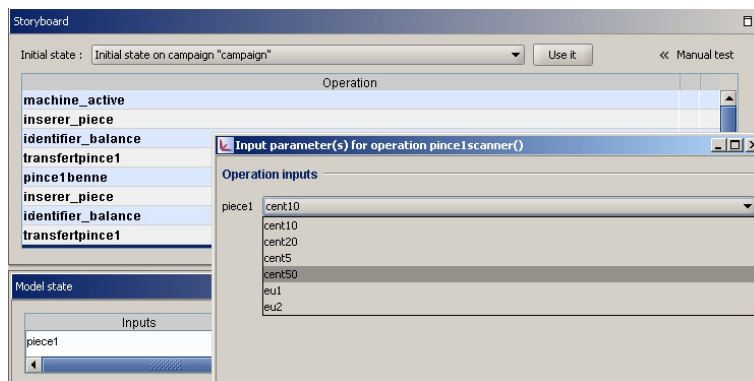 Storyboard
Initial state : Initial state on campaign "campaign" Use it « Manual test
Operation
machine_active
inserer_piece
identifier_balance
transfertpince1
pince1benne
inserer_piece
identifier_balance
transfertpince1
Input parameter(s) for operation pince1scanner()
Operation inputs
piece1 cent10
cent10
cent20
cent5
cent50
eu1
eu2
Model state
Inputs
piece1